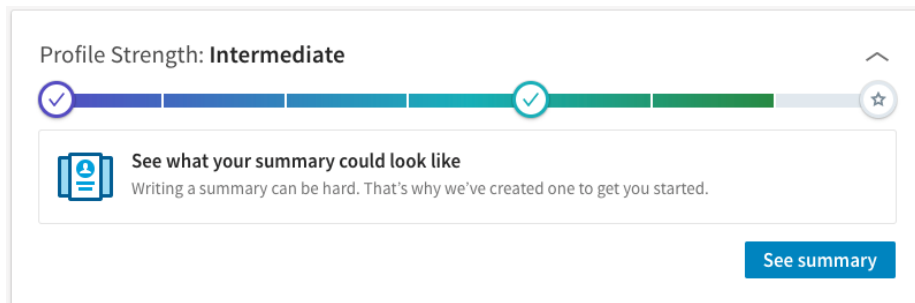 Profile Strength: Intermediate
See what your summary could look like
Writing a summary can be hard. That’s why we’ve created one to get you started.
See summary